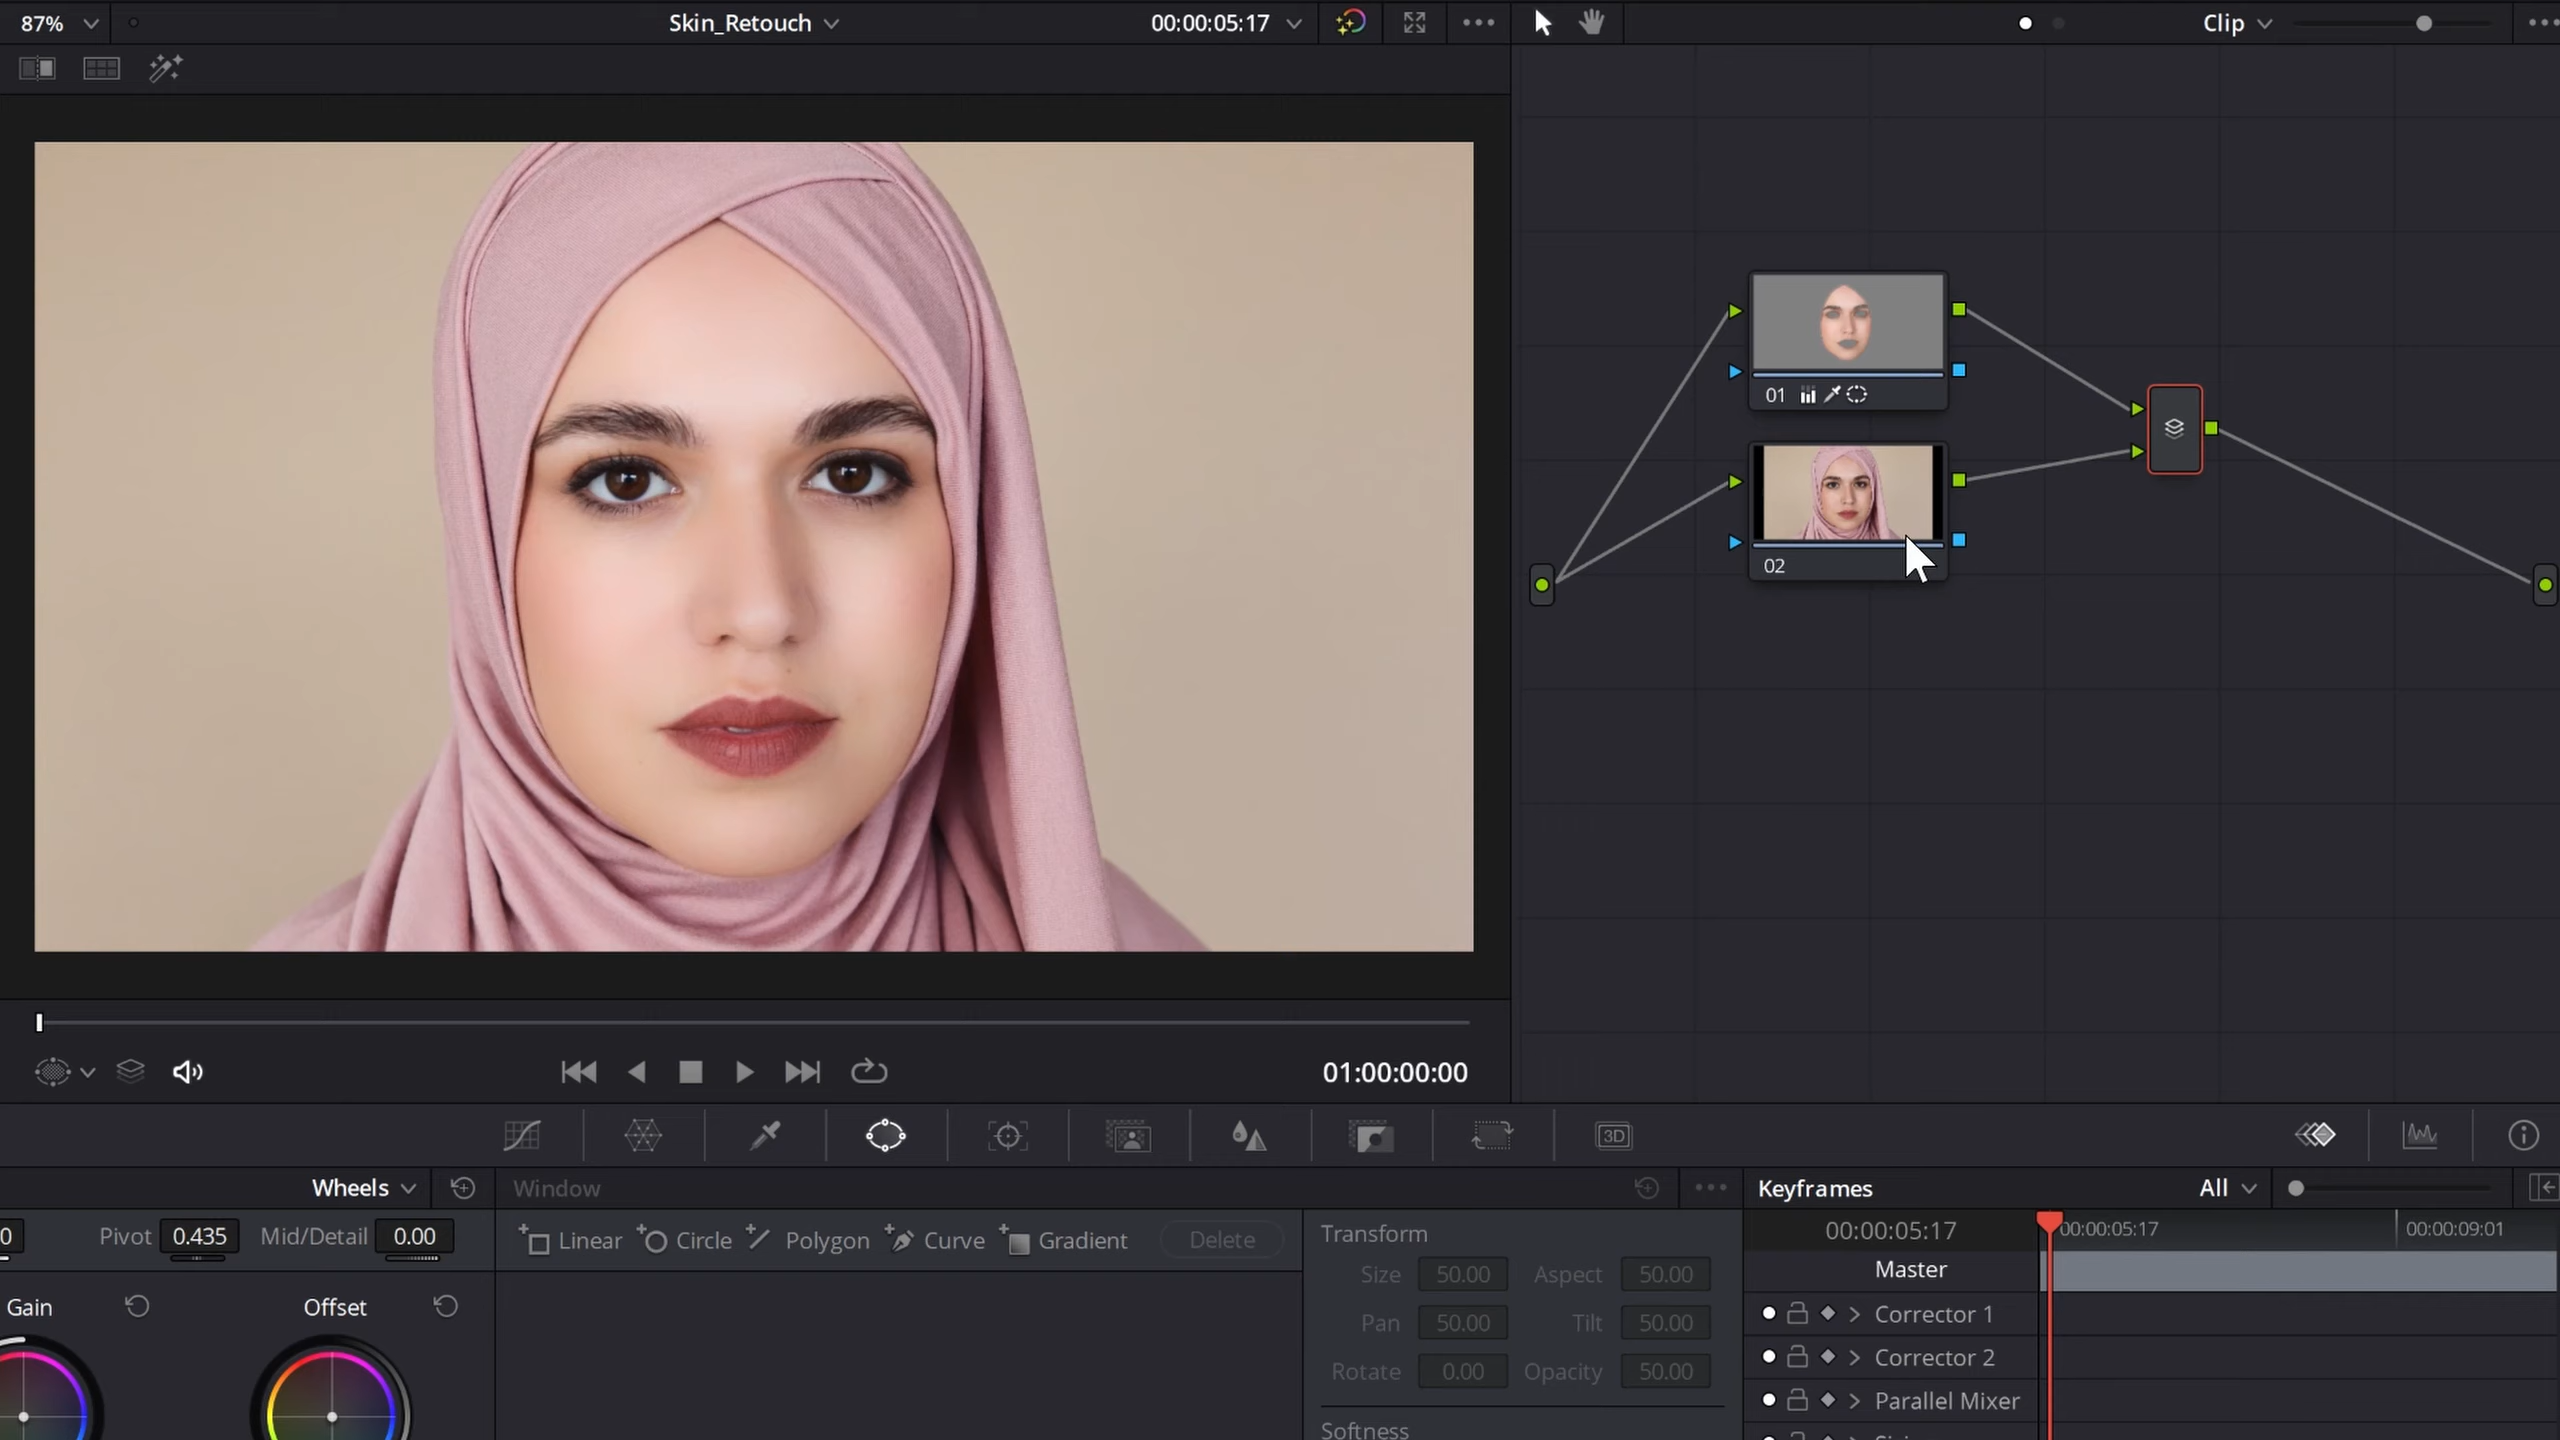 87%
Skin_Retouch
00:00:05:17
Clip
01
02
01:00:00:00
3D
Wheels
Window
Keyframes
All
0
Pivot 0.435
Mid/Detail 0.00
Linear
Circle
Polygon
Curve
Gradient
Delete
Transform
00:00:05:17
00:00:05:17
00:00:09:01
Size 50.00
Aspect 50.00
Master
Gain
Offset
Pan 50.00
Tilt 50.00
Corrector 1
Rotate 0.00
Opacity 50.00
Corrector 2
Parallel Mixer
Softness